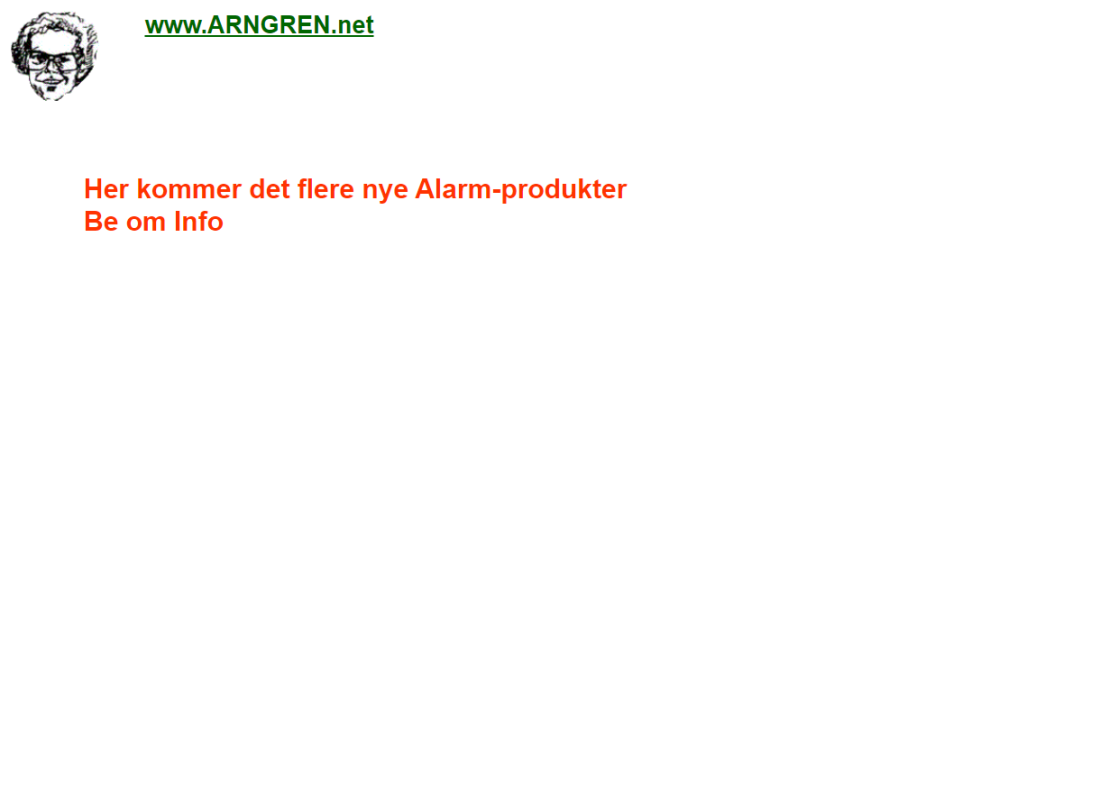 www.ARNGREN.net
Her kommer det flere nye Alarm-produkter
Be om Info